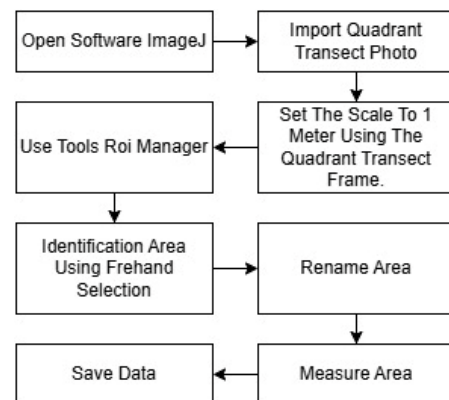 Open Software ImageJ
Import Quadrant
Transect Photo
Set The Scale To 1
Meter Using The
Quadrant Transect
Frame.
Use Tools Roi Manager
Identification Area
Using Frehand
Selection
Rename Area
Measure Area
Save Data